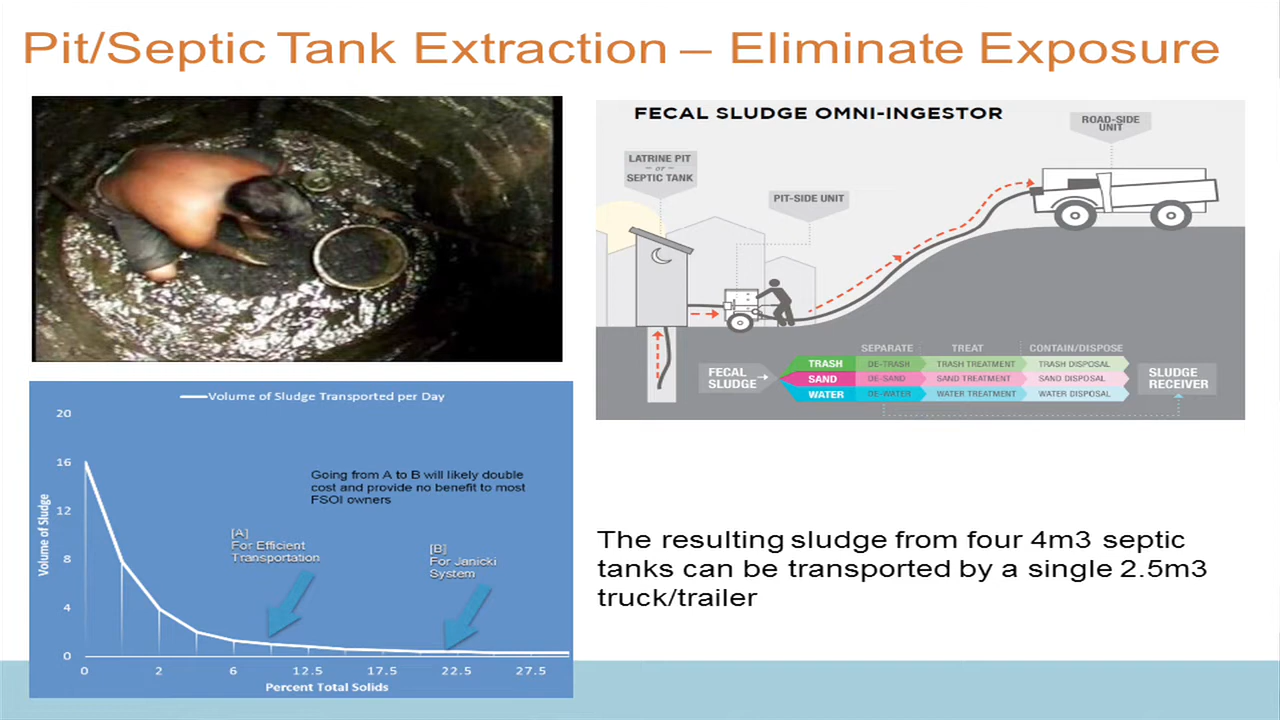 Pit/Septic Tank Extraction – Eliminate Exposure
FECAL SLUDGE OMNI-INGESTOR
ROAD-SIDE
UNIT
LATRINE PIT
– or –
SEPTIC TANK
PIT-SIDE UNIT
SEPARATE TREAT CONTAIN/DISPOSE
FECAL
SLUDGE
TRASH DE-TRASH TRASH TREATMENT TRASH DISPOSAL
SAND DE-SAND SAND TREATMENT SAND DISPOSAL
WATER DE-WATER WATER TREATMENT WATER DISPOSAL
SLUDGE
RECEIVER
Volume of Sludge Transported per Day
20
16
12
8
4
0
Volume of Sludge
Going from A to B will likely double
cost and provide no benefit to most
FSOI owners
[A]
For Efficient
Transportation
[B]
For Janicki
System
0 2 6 12.5 17.5 22.5 27.5
Percent Total Solids
The resulting sludge from four 4m3 septic
tanks can be transported by a single 2.5m3
truck/trailer